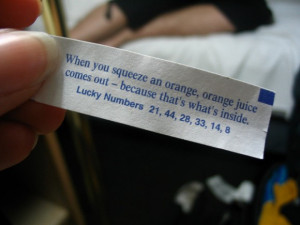 When you squeeze an orange, orange juice
comes out – because that's what's inside.
Lucky Numbers 21, 44, 28, 33, 14, 8